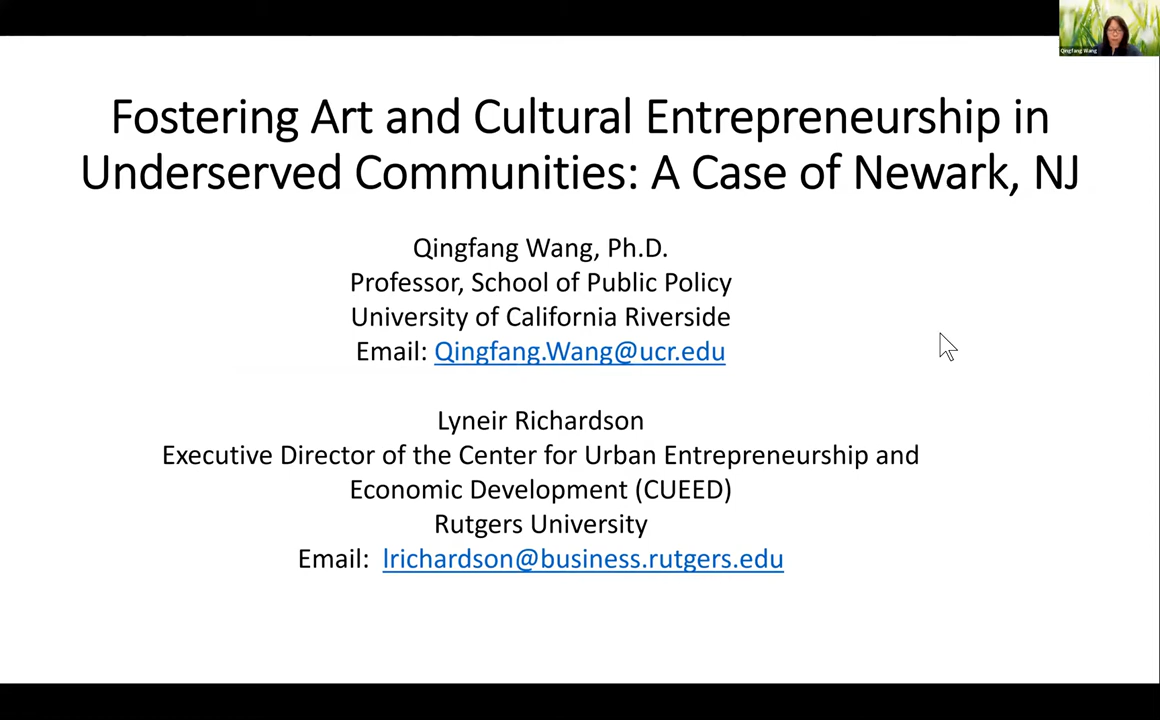 Qingfang Wang
Fostering Art and Cultural Entrepreneurship in
Underserved Communities: A Case of Newark, NJ
Qingfang Wang, Ph.D.
Professor, School of Public Policy
University of California Riverside
Email: Qingfang.Wang@ucr.edu
Lyneir Richardson
Executive Director of the Center for Urban Entrepreneurship and
Economic Development (CUEED)
Rutgers University
Email: lrichardson@business.rutgers.edu